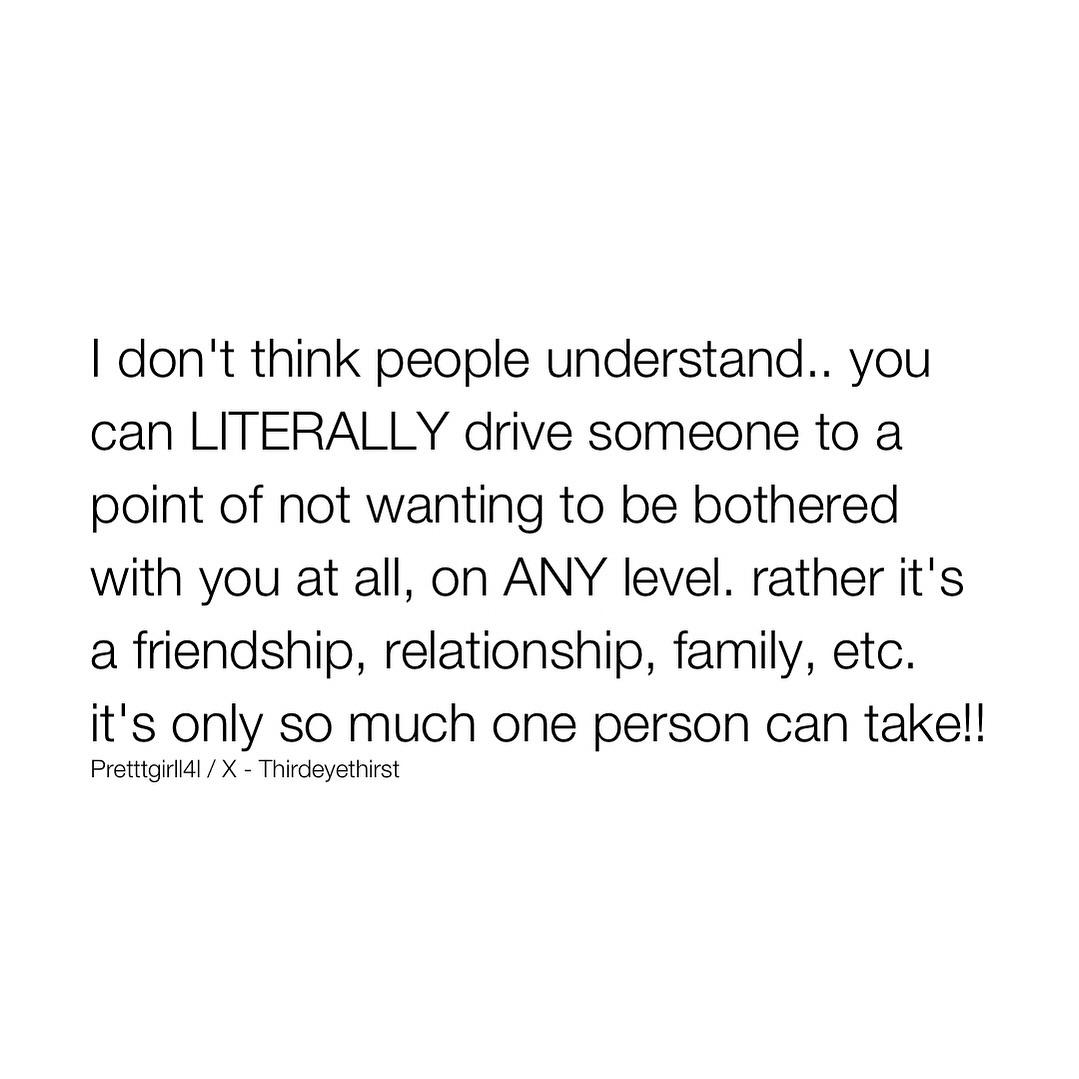 I don't think people understand.. you
can LITERALLY drive someone to a
point of not wanting to be bothered
with you at all, on ANY level. rather it's
a friendship, relationship, family, etc.
it's only so much one person can take!!
Pretttgirll4l / X - Thirdeyethirst